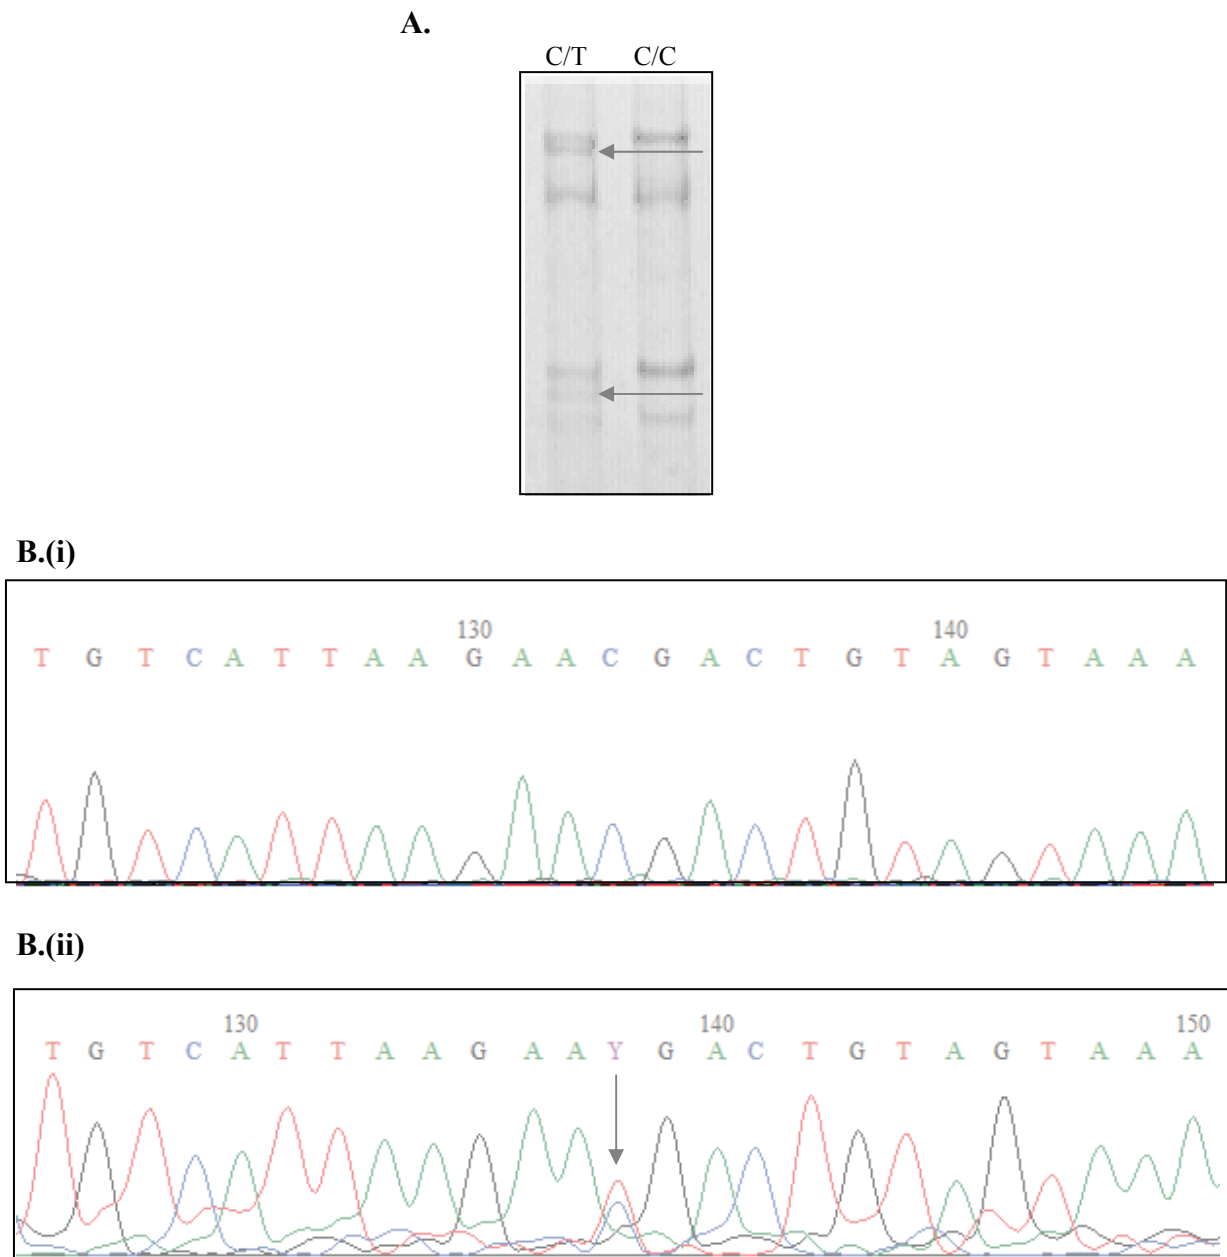 A.
C/T C/C
B.(i)
130 140
T G T C A T T A A G A A C G A C T G T A G T A A A
B.(ii)
130 140 150
T G T C A T T A A G A A Y G A C T G T A G T A A A